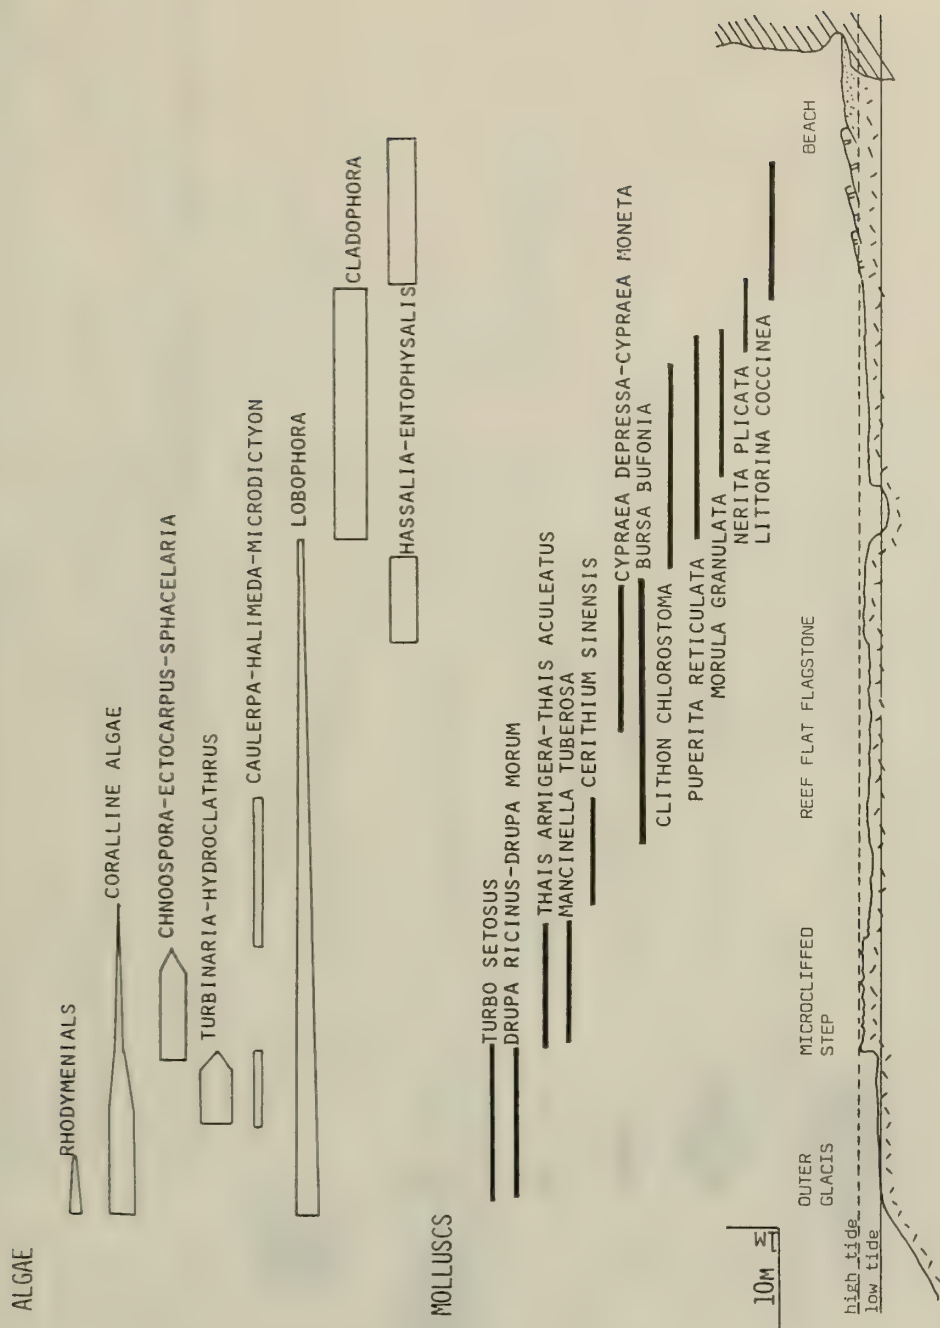 ALGAE
RHODYMENIALS
CORALLINE ALGAE
CHNOOSPORA-ECTOCARPUS-SPHACELARIA
TURBINARIA-HYDROCLATHRUS
CAULERPA-HALIMEDA-MICRODICTYON
LOBOPHORA
CLADOPHORA
HASSALIA-ENTOPHYSALIS
MOLLUSCS
TURBO SETOSUS
DRUPA RICINUS-DRUPA MORUM
THAIS ARMIGERA-THAIS ACULEATUS
MANCINELLA TUBEROSA
CERITHIUM SINENSIS
CYPRAEA DEPRESSA-CYPRAEA MONETA
BURSA BUFONIA
CLITHON CHLOROSTOMA
PUPERITA RETICULATA
MORULA GRANULATA
NERITA PLICATA
LITTORINA COCCINEA
10M
1M
OUTER
GLACIS
MICROCLIFFED
STEP
REEF FLAT FLAGSTONE
BEACH
high tide
low tide